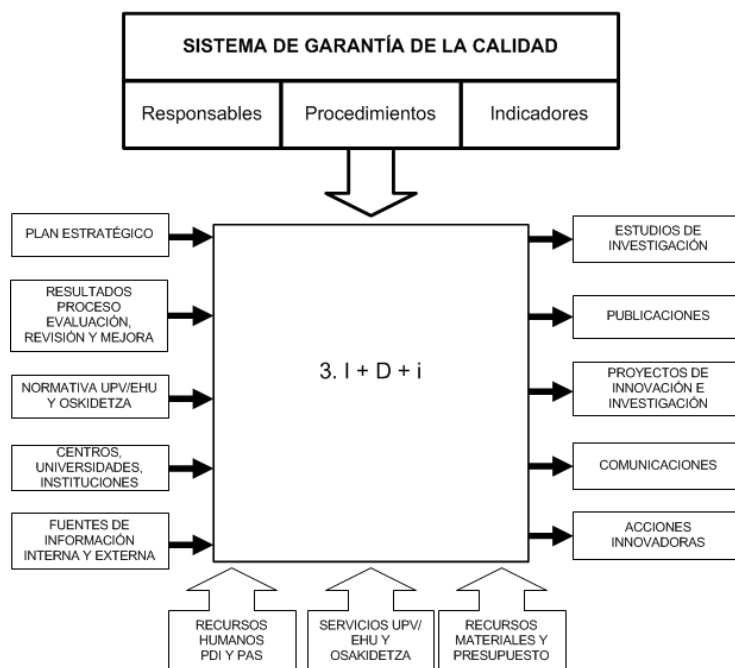 SISTEMA DE GARANTÍA DE LA CALIDAD
Responsables
Procedimientos
Indicadores
PLAN ESTRATÉGICO
RESULTADOS
PROCESO
EVALUACIÓN,
REVISIÓN Y MEJORA
NORMATIVA UPV/EHU
Y OSKIDETZA
CENTROS,
UNIVERSIDADES,
INSTITUCIONES
FUENTES DE
INFORMACIÓN
INTERNA Y EXTERNA
3. I + D + i
ESTUDIOS DE
INVESTIGACIÓN
PUBLICACIONES
PROYECTOS DE
INNOVACIÓN E
INVESTIGACIÓN
COMUNICACIONES
ACCIONES
INNOVADORAS
RECURSOS
HUMANOS
PDI Y PAS
SERVICIOS UPV/
EHU Y
OSAKIDETZA
RECURSOS
MATERIALES Y
PRESUPUESTO